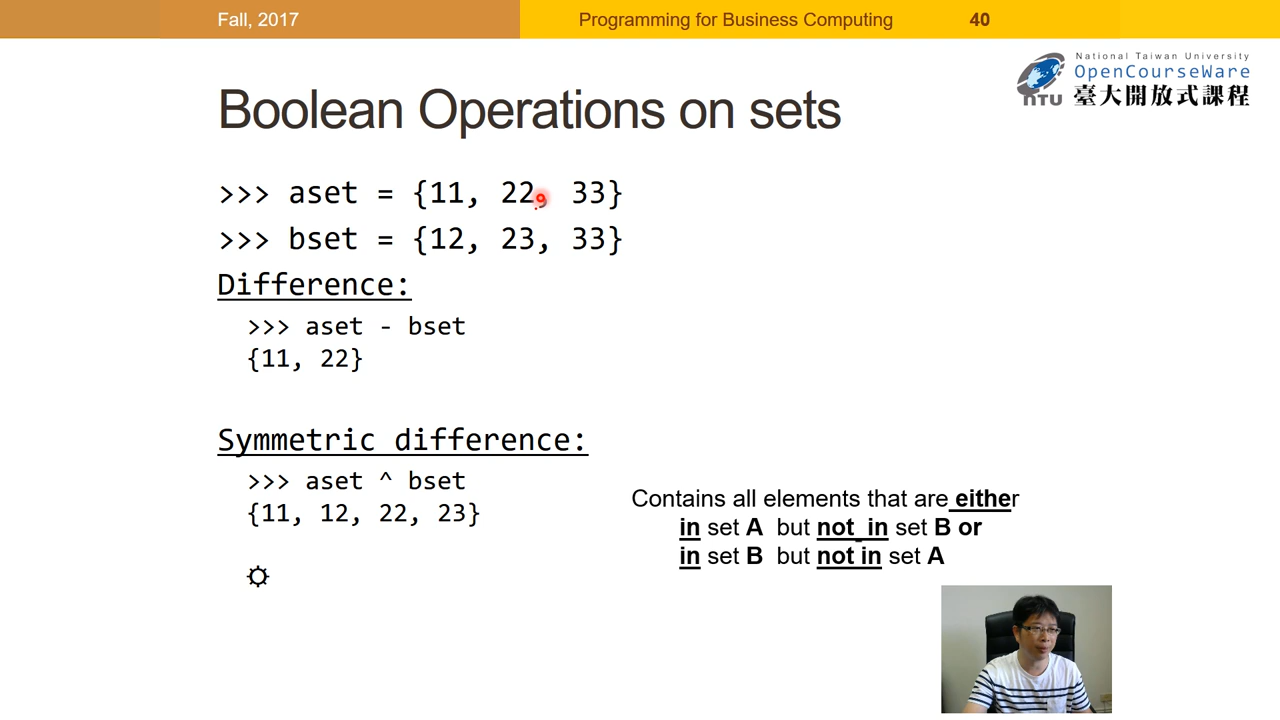 Fall, 2017
Programming for Business Computing
40
National Taiwan University
OpenCourseWare
臺大開放式課程
NTU
Boolean Operations on sets
>>> aset = {11, 22, 33}
>>> bset = {12, 23, 33}
Difference:
>>> aset - bset
{11, 22}
Symmetric difference:
>>> aset ^ bset
{11, 12, 22, 23}
Contains all elements that are either
in set A but not in set B or
in set B but not in set A